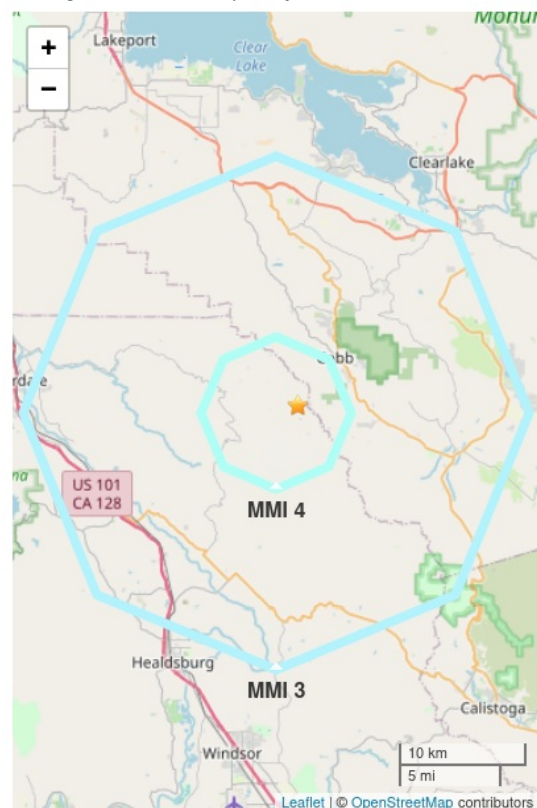 Monu
+
−
Lakeport
Clear
Lake
Clearlake
Cobb
rdale
US 101
CA 128
MMI 4
Healdsburg
MMI 3
Calistoga
Windsor
10 km
5 mi
Leaflet | © OpenStreetMap contributors